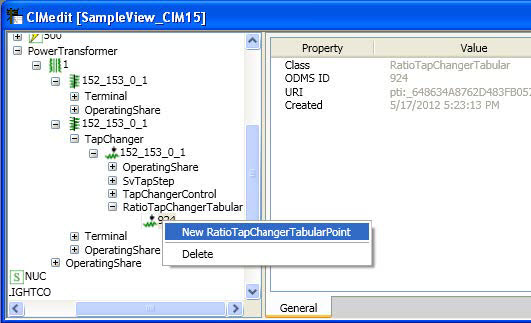 CIMedit [SampleView_CIM15]
500
PowerTransformer
1
152_153_0_1
Terminal
OperatingShare
152_153_0_1
TapChanger
152_153_0_1
OperatingShare
SvTapStep
TapChangerControl
RatioTapChangerTabular
924
Terminal
OperatingShare
OperatingShare
NUC
LIGHTCO
New RatioTapChangerTabularPoint
Delete
Property Value
Class RatioTapChangerTabular
ODMS ID 924
URI pti:_648634A8762D483FB057
Created 5/17/2012 5:23:13 PM
General